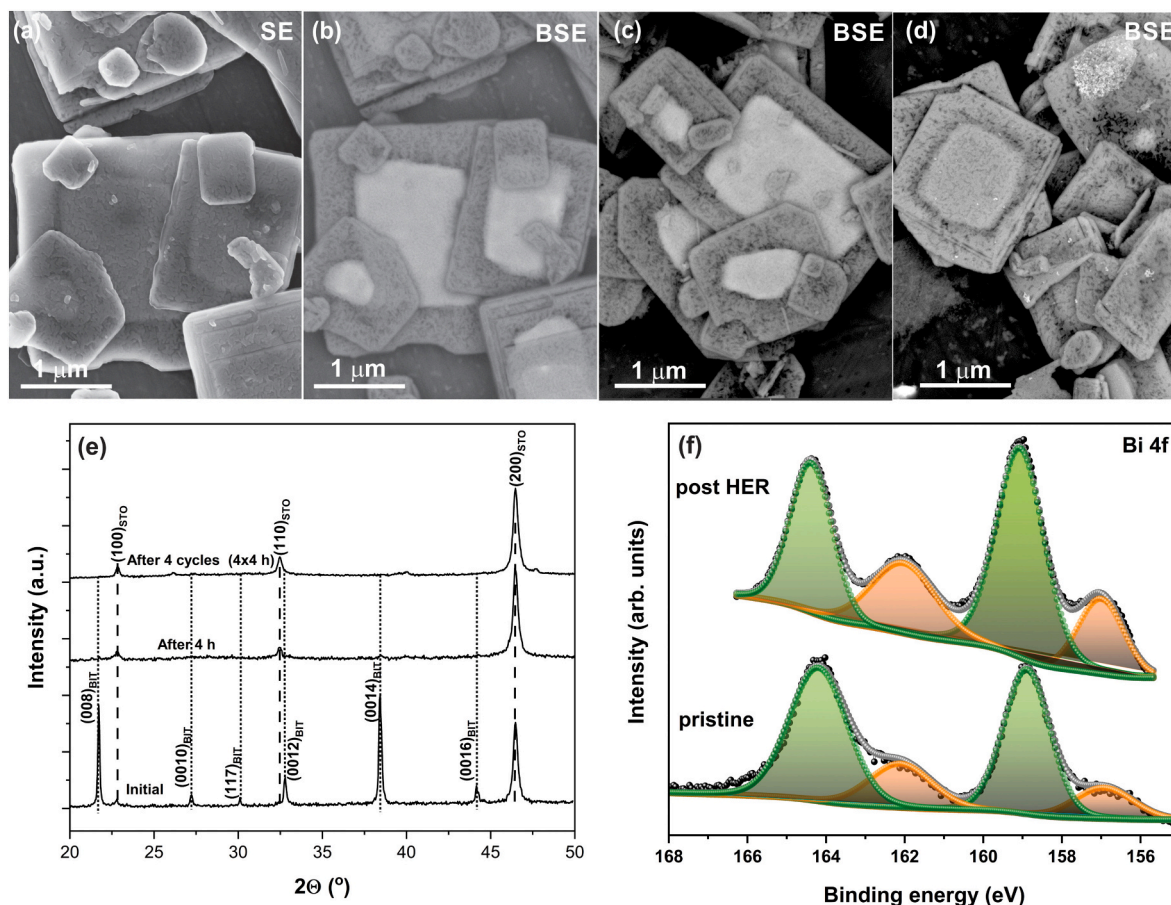 (a) SE
(b) BSE
(c) BSE
(d) BSE
1 μm
1 μm
1 μm
1 μm
(e)
(100)STO
(110)STO
(200)STO
After 4 cycles (4x4 h)
After 4 h
(008)BIT
(0010)BIT
(117)BIT
(0012)BIT
(0014)BIT
(0016)BIT
Initial
Intensity (a.u.)
20 25 30 35 40 45 50
2Θ (°)
(f) Bi 4f
post HER
pristine
Intensity (arb. units)
168 166 164 162 160 158 156
Binding energy (eV)